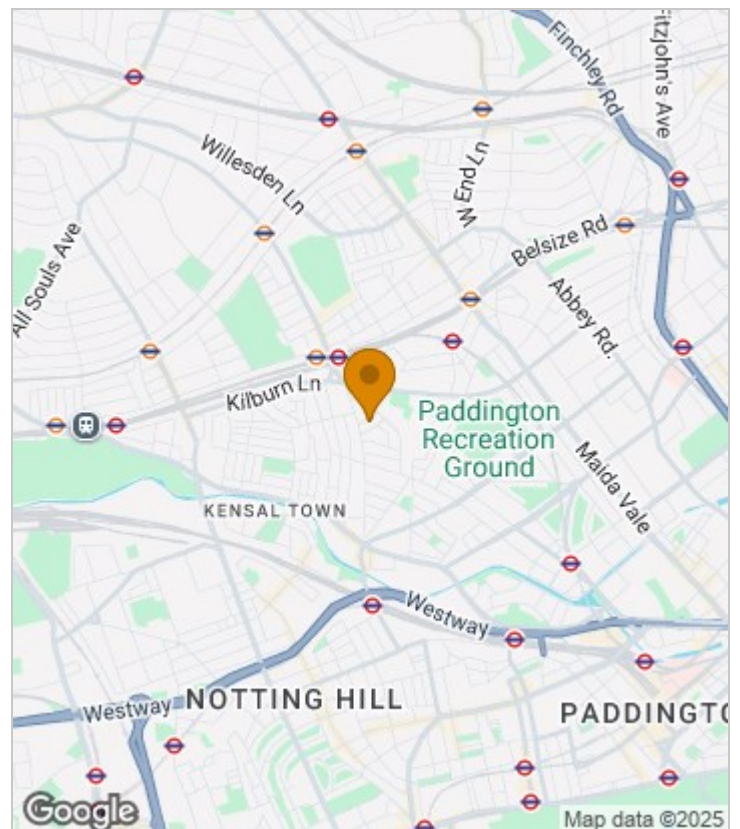 Finchley Rd
Fitzjohn's Ave
Willesden Ln
W End Ln
All Souls Ave
Belsize Rd
Abbey Rd.
Kilburn Ln
Paddington
Recreation
Ground
Maida Vale
KENSAL TOWN
Westway
Westway
NOTTING HILL
PADDINGTO
Google
Map data ©2025